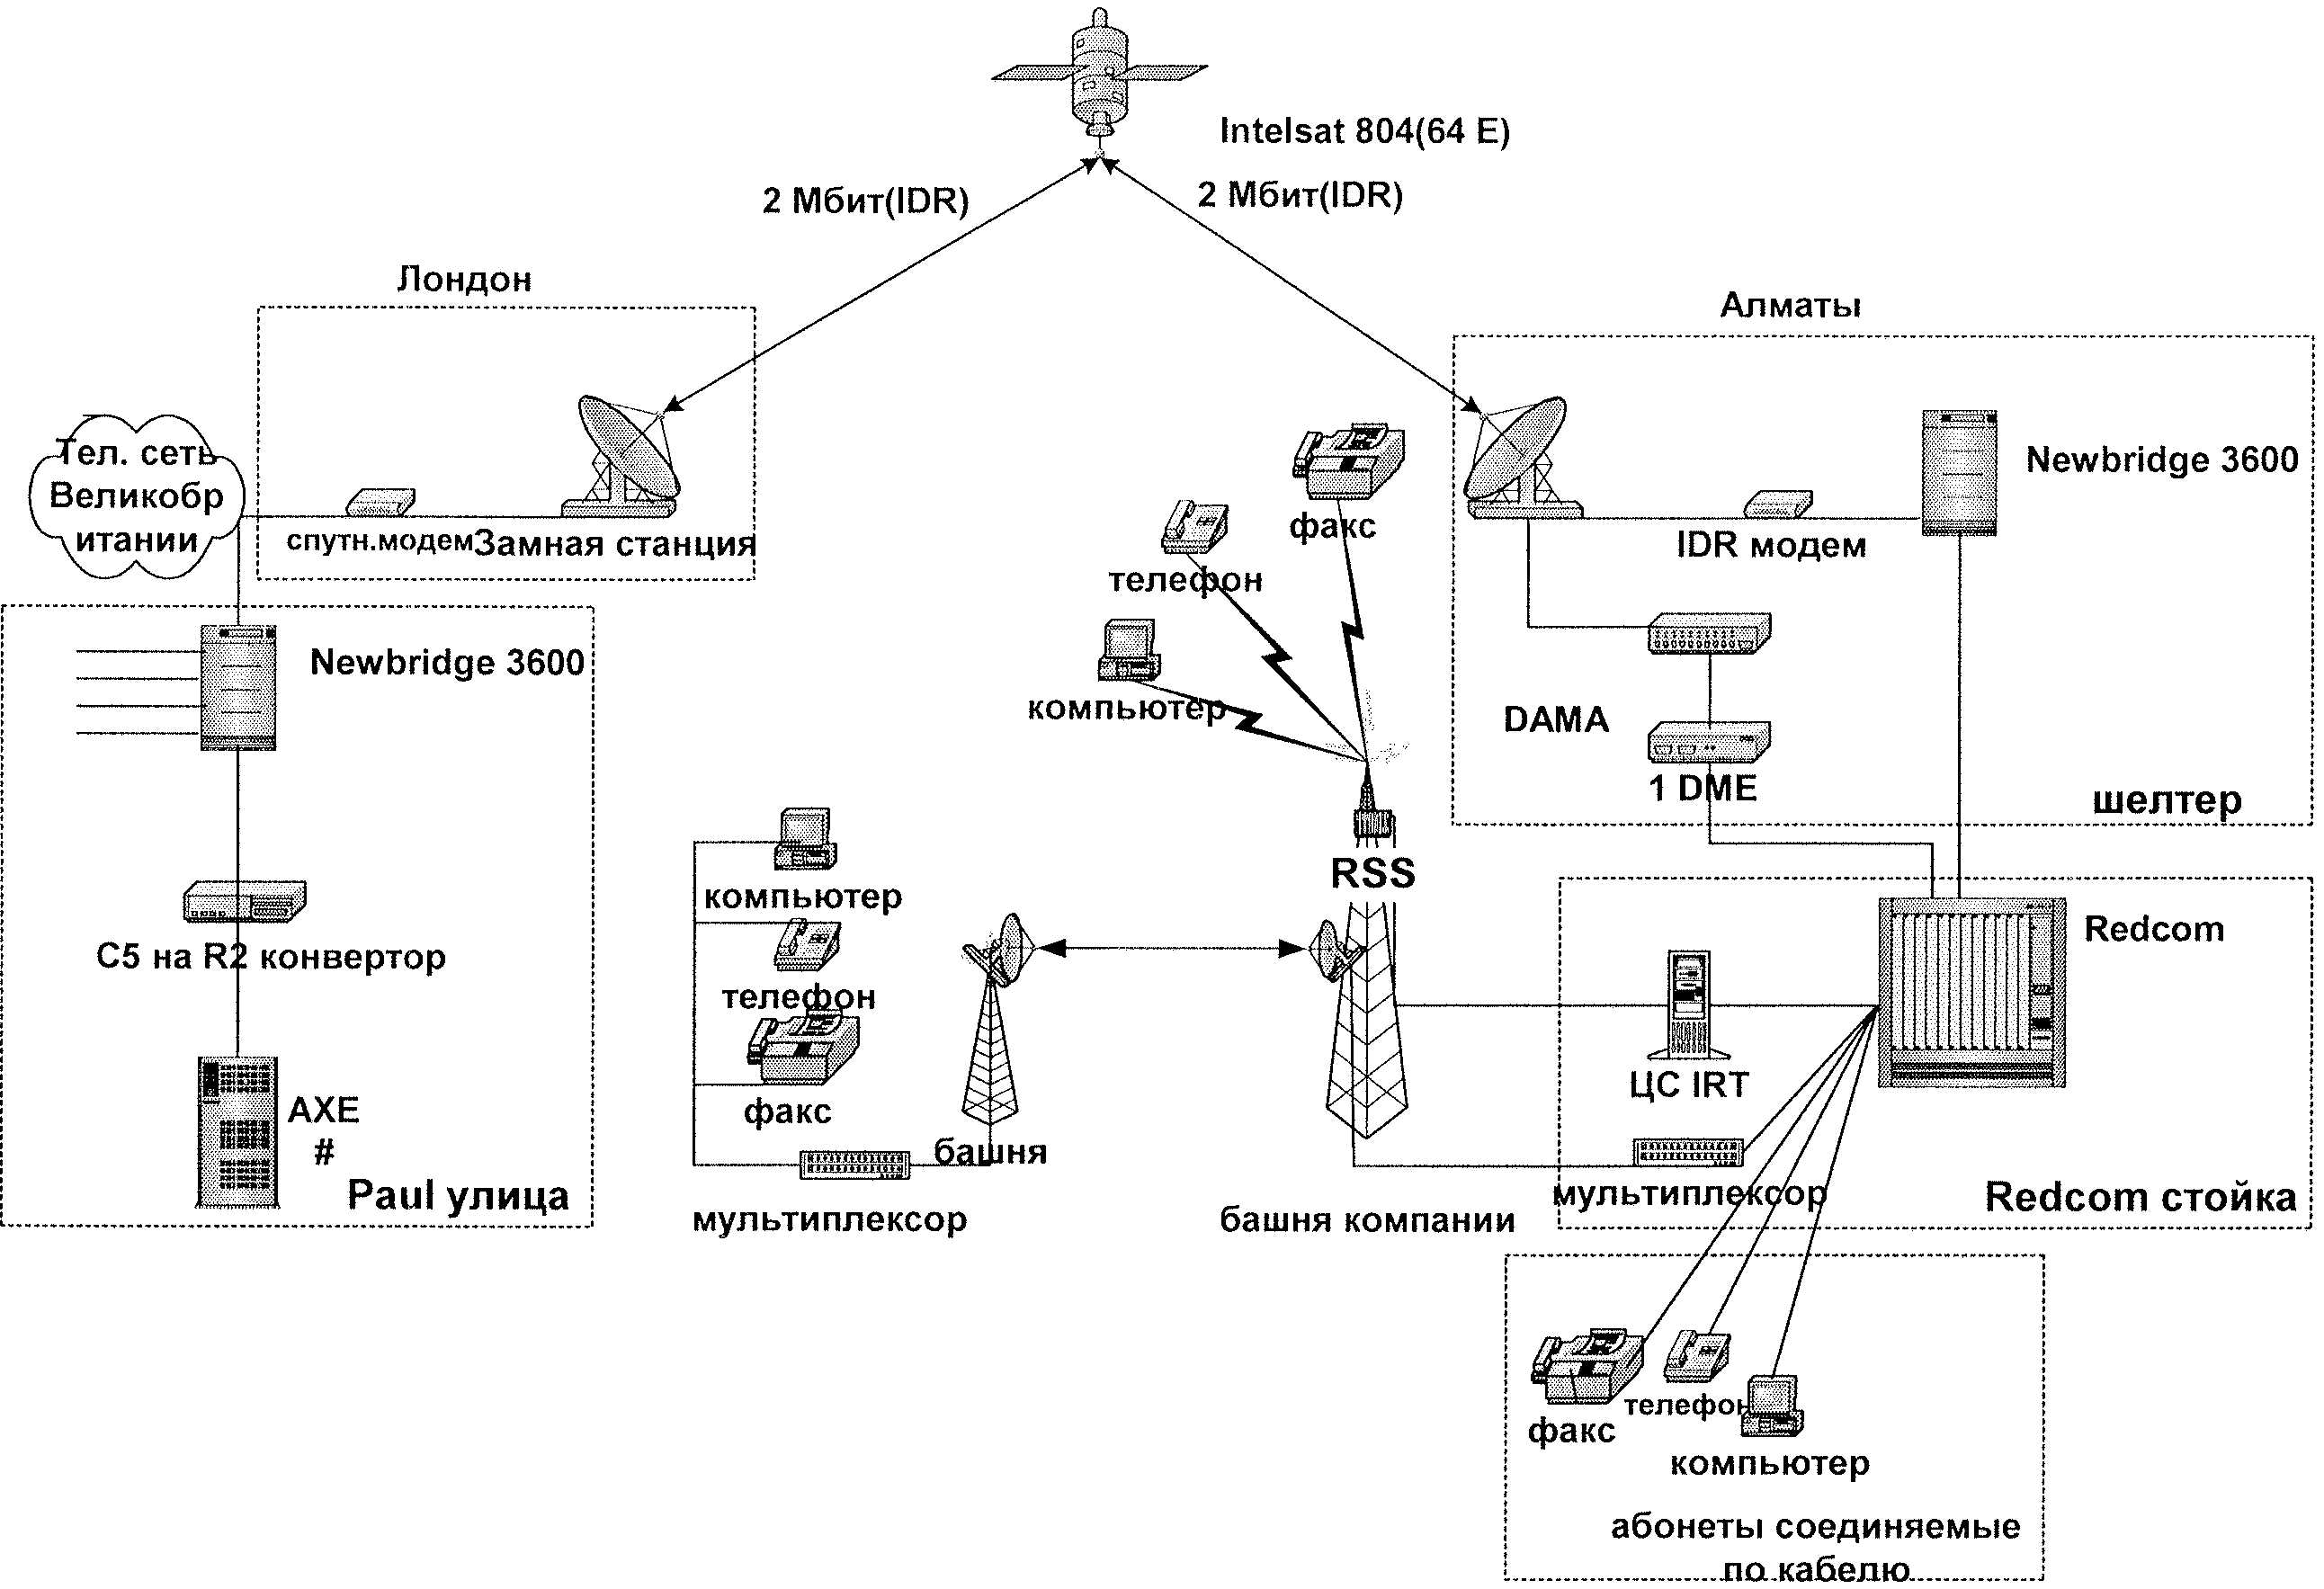 Intelsat 804(64 E)
2 Мбит(IDR)
2 Мбит(IDR)
Лондон
Алматы
Тел. сеть
Великобр
итании
спутн.модем
Замная станция
факс
телефон
компьютер
Newbridge 3600
IDR модем
DAMA
1 DME
шелтер
Newbridge 3600
C5 на R2 конвертор
AXE
#
Paul улица
компьютер
телефон
факс
мультиплексор
башня
RSS
башня компании
Redcom
ЦС IRT
мультиплексор
Redcom стойка
факс
телефон
компьютер
абонеты соединяемые
по кабелю